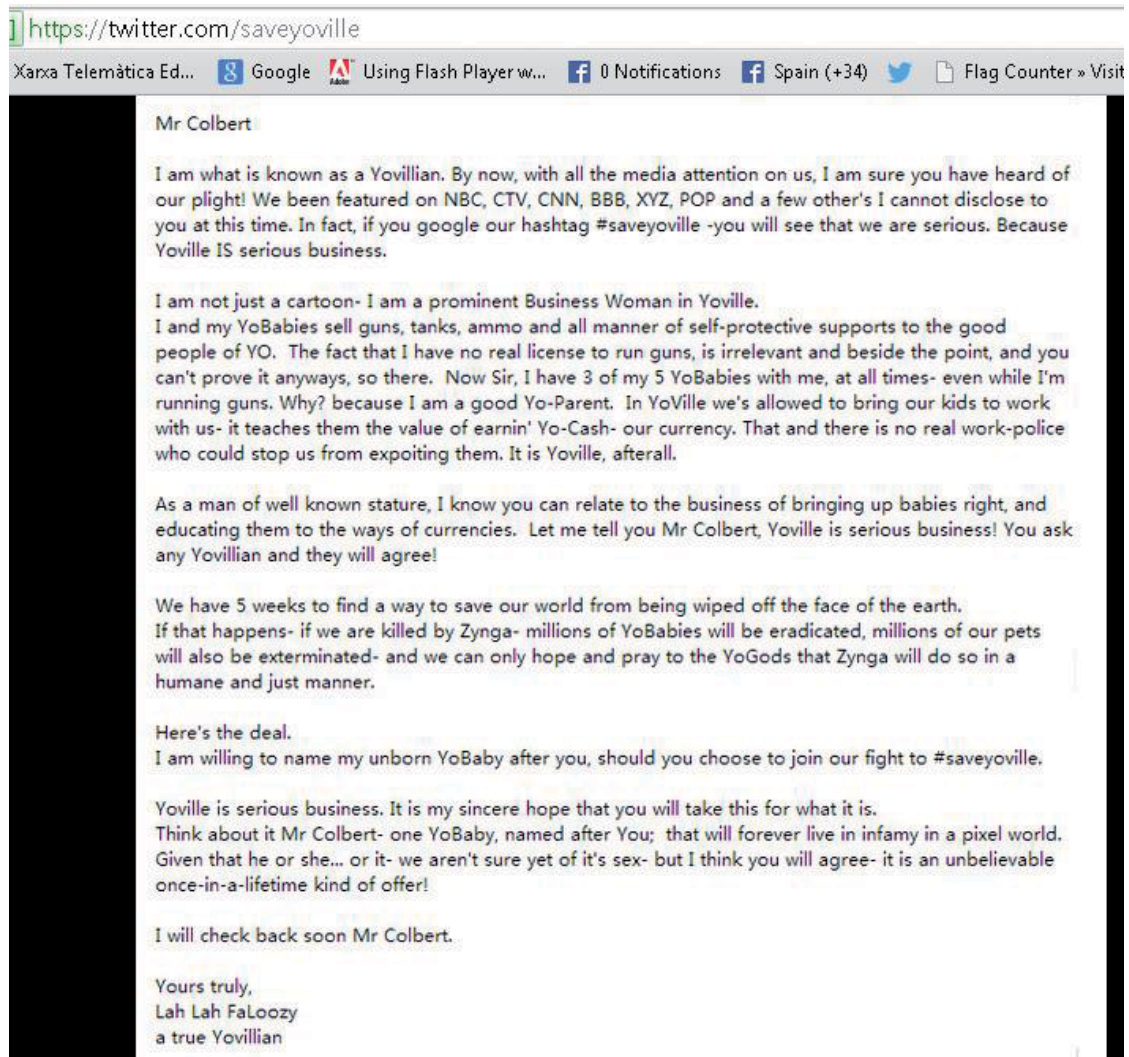 https://twitter.com/saveyoville
Xarxa Telemàtica Ed... Google Using Flash Player w... 0 Notifications Spain (+34) Flag Counter » Visit
Mr Colbert
I am what is known as a Yovillian. By now, with all the media attention on us, I am sure you have heard of
our plight! We been featured on NBC, CTV, CNN, BBB, XYZ, POP and a few other's I cannot disclose to
you at this time. In fact, if you google our hashtag #saveyoville -you will see that we are serious. Because
Yoville IS serious business.
I am not just a cartoon- I am a prominent Business Woman in Yoville.
I and my YoBabies sell guns, tanks, ammo and all manner of self-protective supports to the good
people of YO. The fact that I have no real license to run guns, is irrelevant and beside the point, and you
can't prove it anyways, so there. Now Sir, I have 3 of my 5 YoBabies with me, at all times- even while I'm
running guns. Why? because I am a good Yo-Parent. In YoVille we's allowed to bring our kids to work
with us- it teaches them the value of earnin' Yo-Cash- our currency. That and there is no real work-police
who could stop us from expoiting them. It is Yoville, afterall.
As a man of well known stature, I know you can relate to the business of bringing up babies right, and
educating them to the ways of currencies. Let me tell you Mr Colbert, Yoville is serious business! You ask
any Yovillian and they will agree!
We have 5 weeks to find a way to save our world from being wiped off the face of the earth.
If that happens- if we are killed by Zynga- millions of YoBabies will be eradicated, millions of our pets
will also be exterminated- and we can only hope and pray to the YoGods that Zynga will do so in a
humane and just manner.
Here's the deal.
I am willing to name my unborn YoBaby after you, should you choose to join our fight to #saveyoville.
Yoville is serious business. It is my sincere hope that you will take this for what it is.
Think about it Mr Colbert- one YoBaby, named after You; that will forever live in infamy in a pixel world.
Given that he or she... or it- we aren't sure yet of it's sex- but I think you will agree- it is an unbelievable
once-in-a-lifetime kind of offer!
I will check back soon Mr Colbert.
Yours truly,
Lah Lah FaLoozy
a true Yovillian